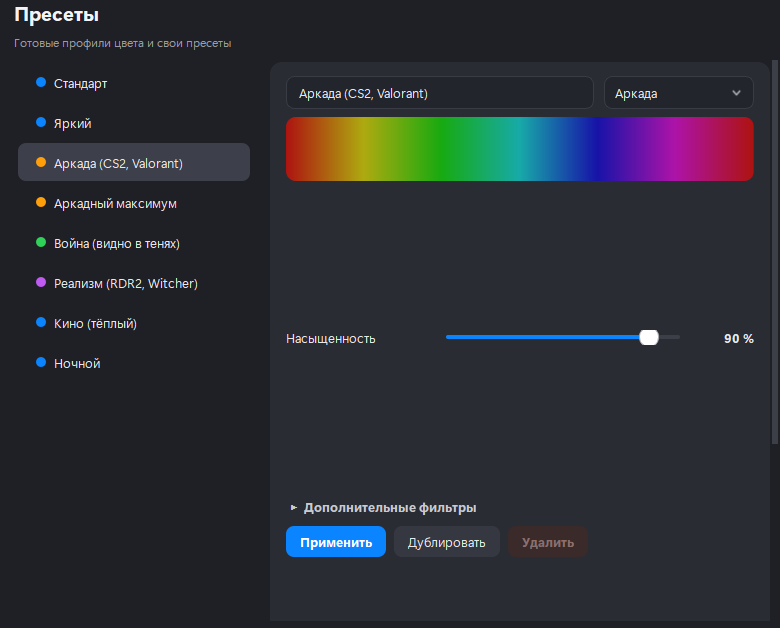 Пресеты
Готовые профили цвета и свои пресеты
Стандарт
Яркий
Аркада (CS2, Valorant)
Аркадный максимум
Война (видно в тенях)
Реализм (RDR2, Witcher)
Кино (тёплый)
Ночной
Аркада (CS2, Valorant)
Аркада
Насыщенность
90 %
Дополнительные фильтры
Применить
Дублировать
Удалить